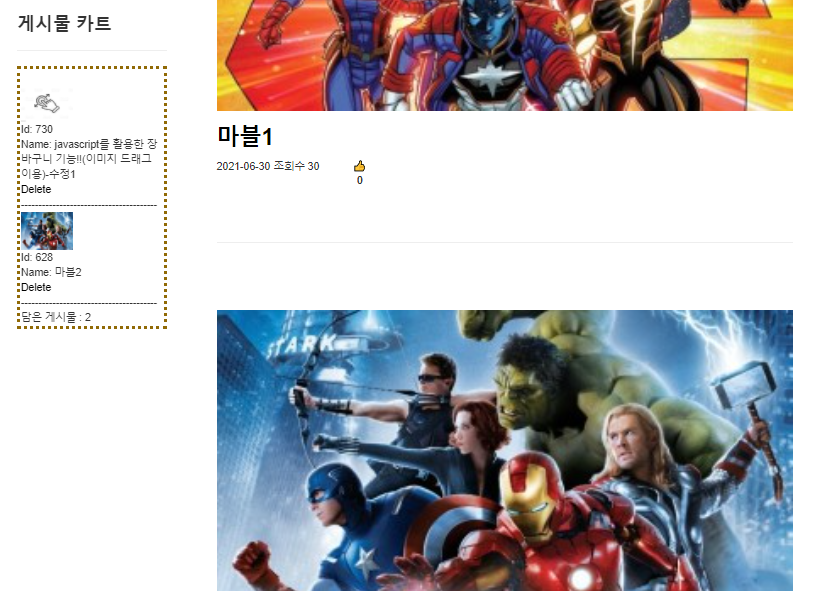 게시물 카트
Id: 730
Name: javascript를 활용한 장
바구니 기능!!(이미지 드래그
이용)-수정1
Delete
----------------------------------------
Id: 628
Name: 마블2
Delete
----------------------------------------
담은 게시물 : 2
마블1
2021-06-30 조회수 30
0
STARK